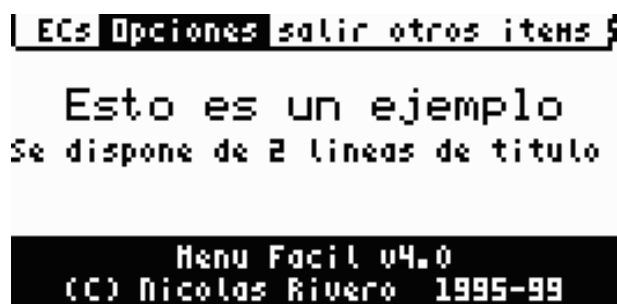 ECs Opciones salir otros items
Esto es un ejemplo
Se dispone de 2 lineas de titulo
Menu Facil v4.0
(C) Nicolas Rivero 1995-99